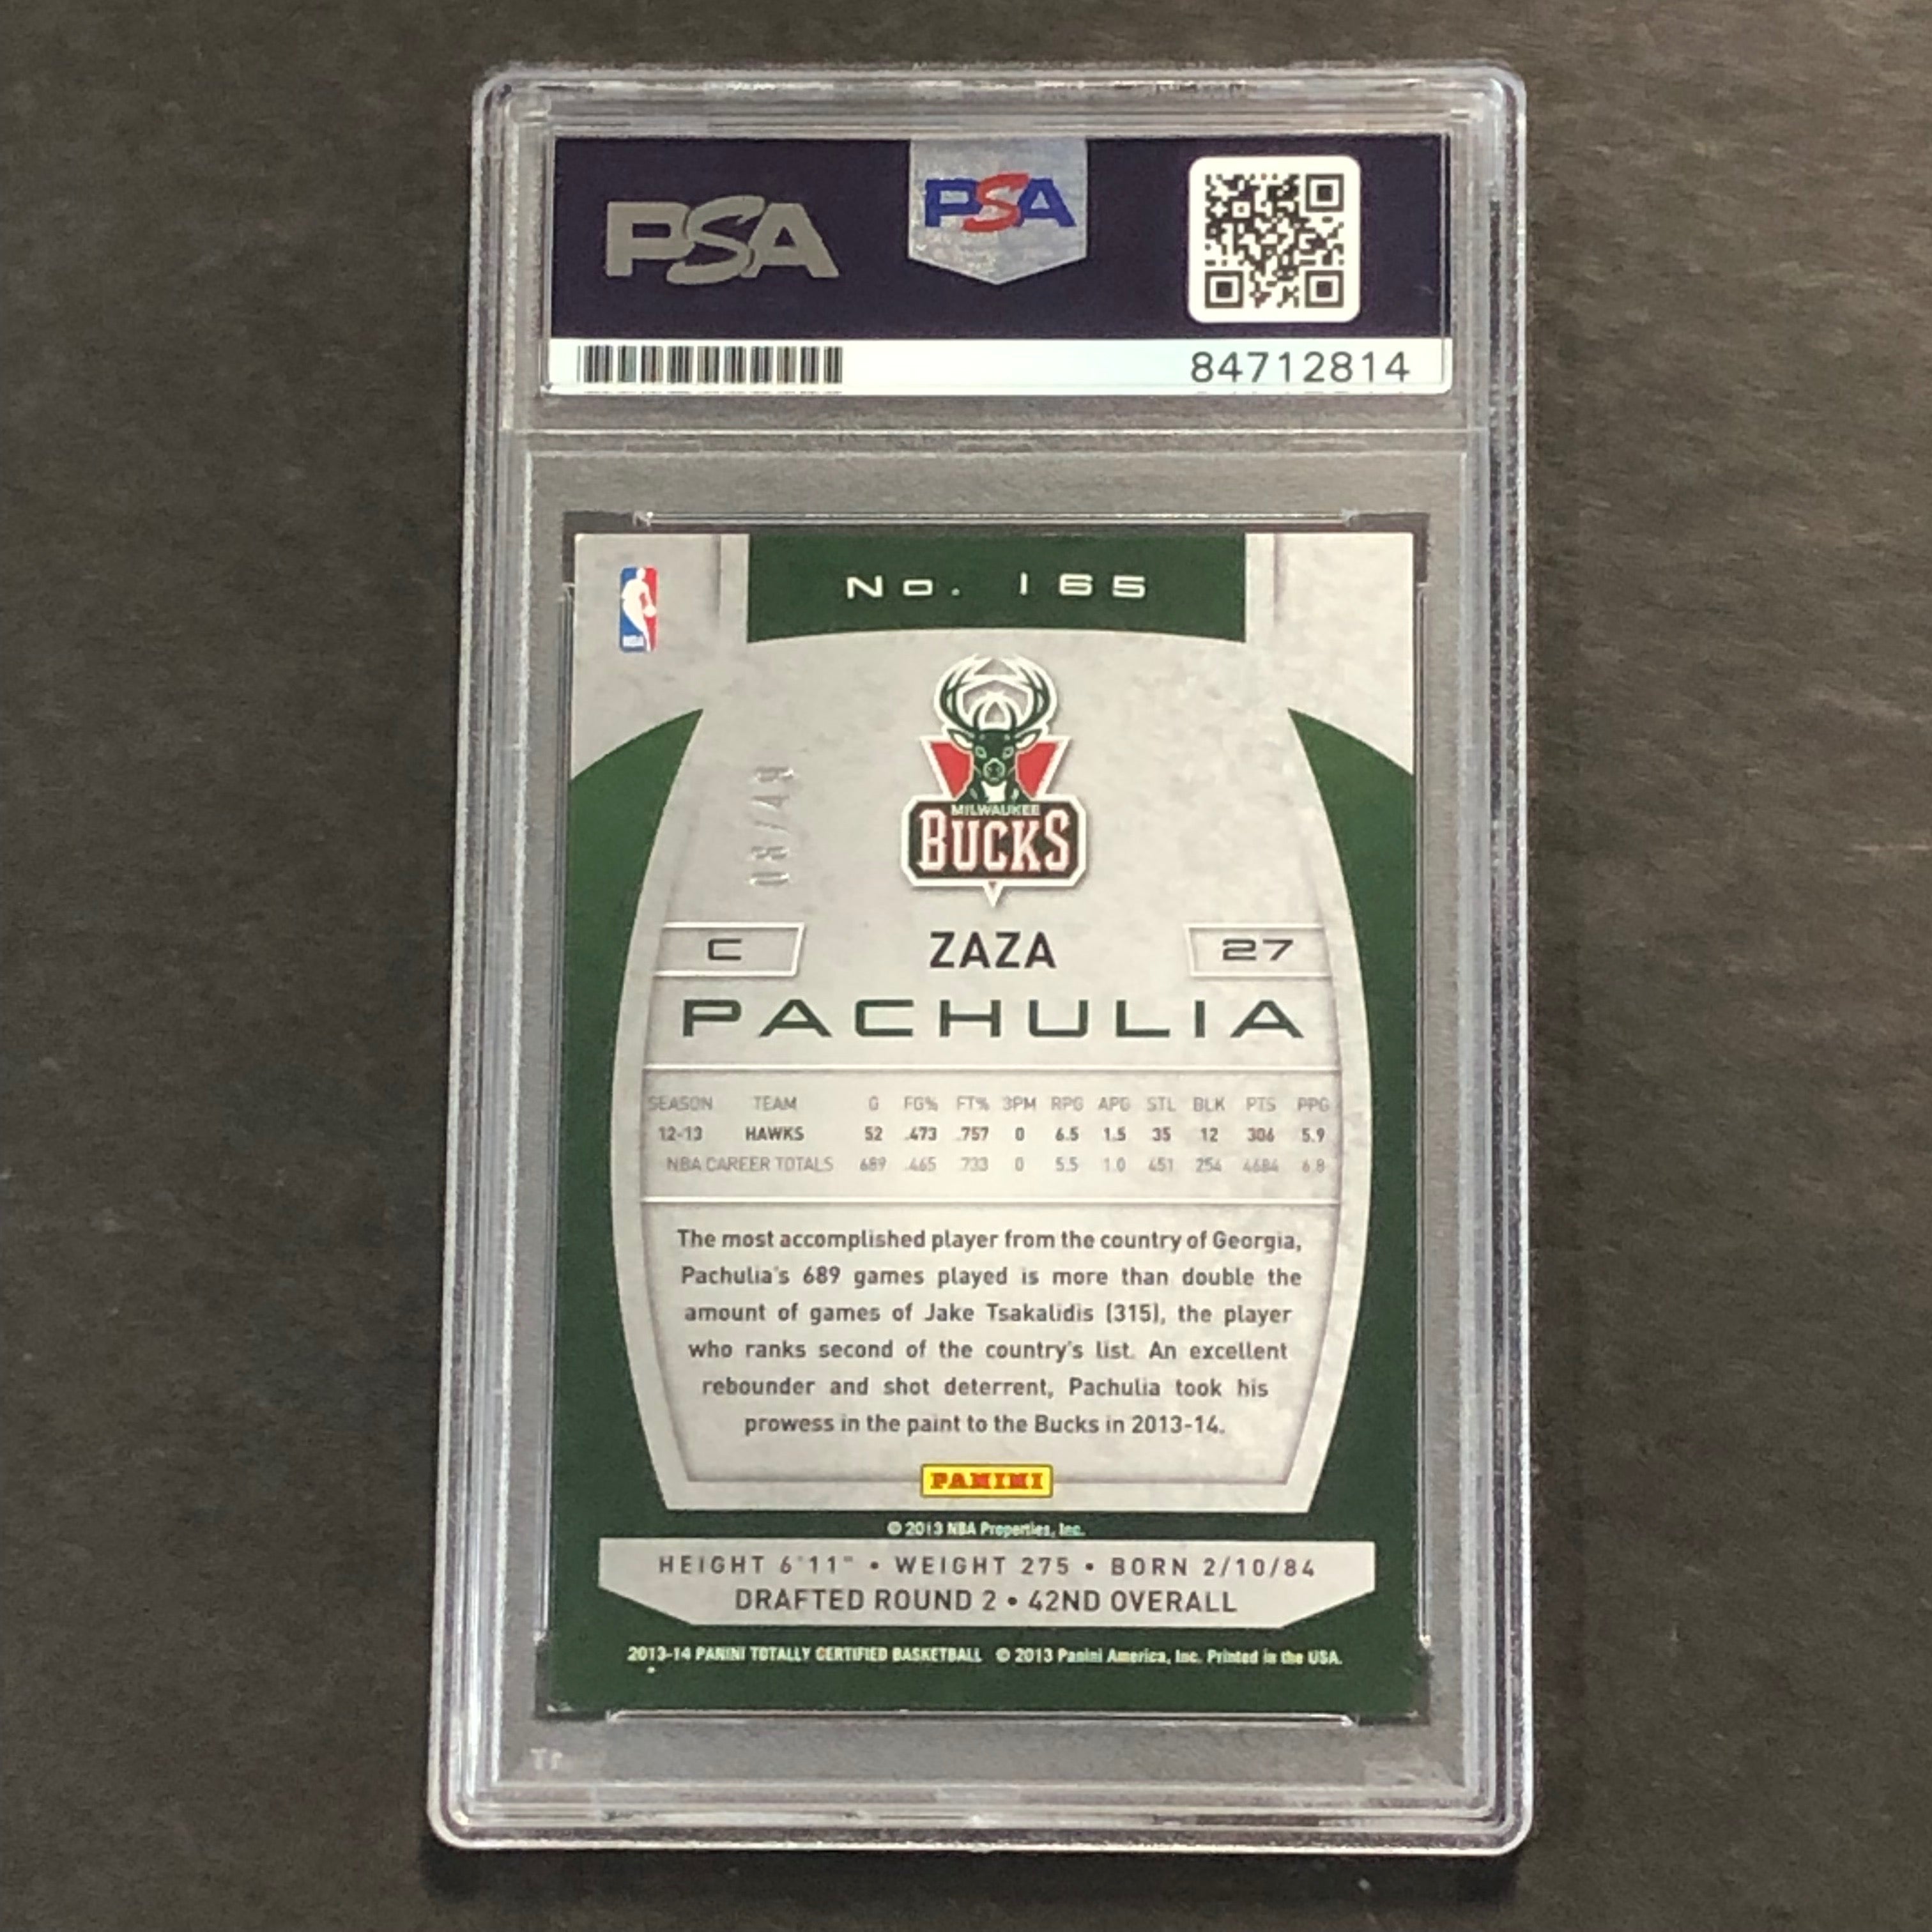 PSA
PSA
84712814
No. 165
NBA
08/49
MILWAUKEE
BUCKS
C
ZAZA
27
PACHULIA
SEASON TEAM G FG% FT% 3PM RPG APG STL BLK PTS PPG
12-13 HAWKS 52 .473 .757 0 6.5 1.5 35 12 306 5.9
NBA CAREER TOTALS 689 .465 .733 0 5.5 1.0 451 254 4684 6.8
The most accomplished player from the country of Georgia,
Pachulia's 689 games played is more than double the
amount of games of Jake Tsakalidis (315), the player
who ranks second of the country's list. An excellent
rebounder and shot deterrent, Pachulia took his
prowess in the paint to the Bucks in 2013-14.
PANINI
© 2013 NBA Properties, Inc.
HEIGHT 6'11" • WEIGHT 275 • BORN 2/10/84
DRAFTED ROUND 2 • 42ND OVERALL
2013-14 PANINI TOTALLY CERTIFIED BASKETBALL © 2013 Panini America, Inc. Printed in the USA.